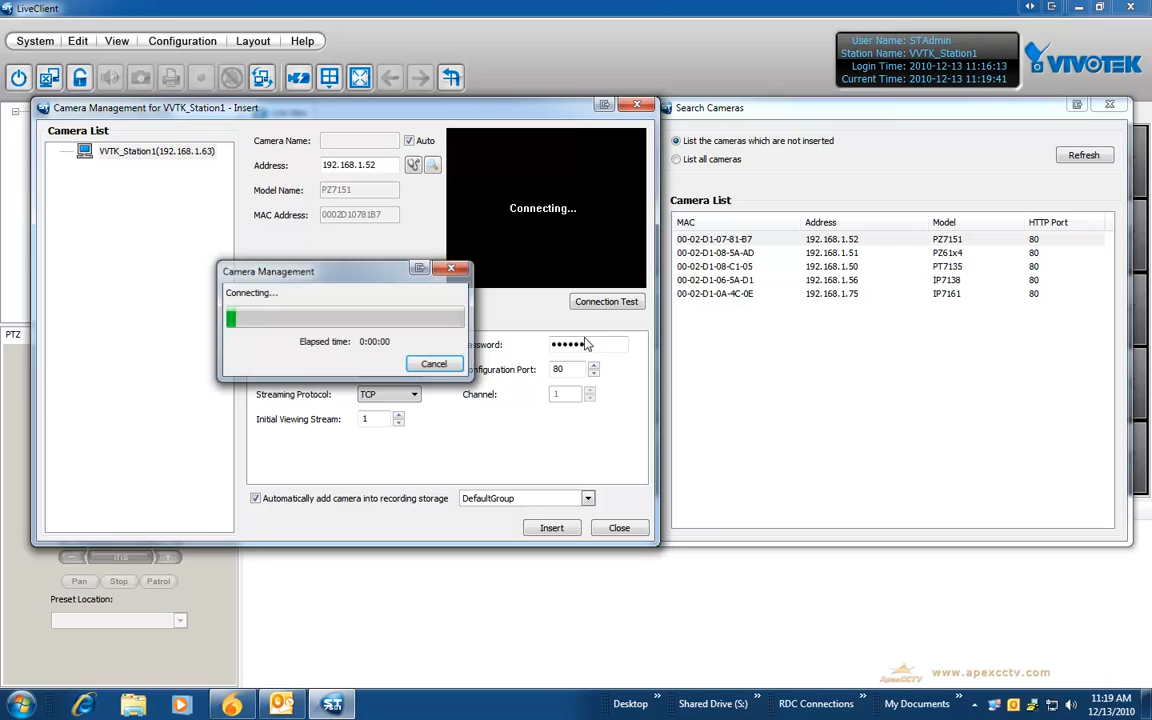 LiveClient
System Edit View Configuration Layout Help
User Name: STAdmin
Station Name: VVTK_Station1
Login Time: 2010-12-13 11:16:13
Current Time: 2010-12-13 11:19:41
VIVOTEK
Camera Management for VVTK_Station1 - Insert
Camera List
VVTK_Station1(192.168.1.63)
Camera Name: Auto
Address: 192.168.1.52
Model Name: PZ7151
MAC Address: 0002D10781B7
Connecting...
Connection Test
Camera Management
Connecting...
Elapsed time: 0:00:00
Cancel
assword: ••••••
onfiguration Port: 80
Streaming Protocol: TCP Channel: 1
Initial Viewing Stream: 1
Automatically add camera into recording storage DefaultGroup
Insert Close
Search Cameras
List the cameras which are not inserted
List all cameras
Refresh
Camera List
MAC Address Model HTTP Port
00-02-D1-07-81-B7 192.168.1.52 PZ7151 80
00-02-D1-08-5A-AD 192.168.1.51 PZ61x4 80
00-02-D1-08-C1-05 192.168.1.50 PT7135 80
00-02-D1-06-5A-D1 192.168.1.56 IP7138 80
00-02-D1-0A-4C-0E 192.168.1.75 IP7161 80
PTZ
Iris
Pan Stop Patrol
Preset Location:
ApexCCTV www.apexcctv.com
Desktop » Shared Drive (S:) » RDC Connections » My Documents »
11:19 AM
12/13/2010